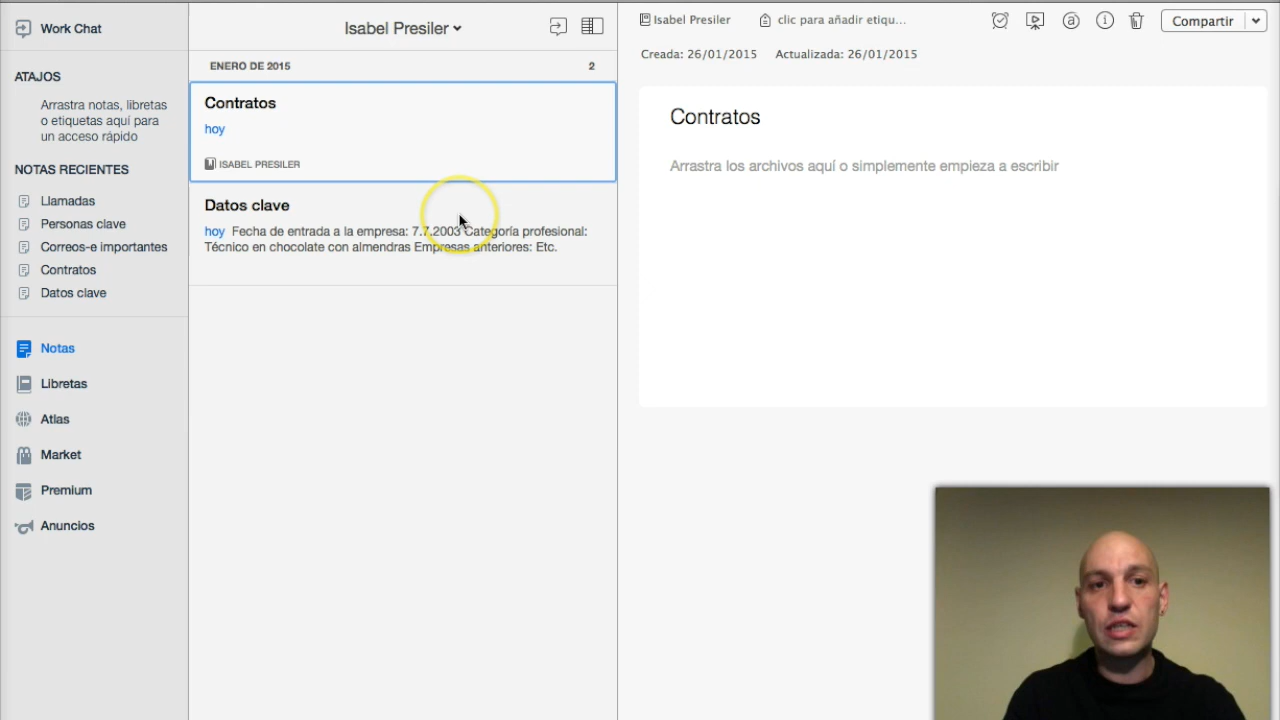 Work Chat
ATAJOS
Arrastra notas, libretas
o etiquetas aquí para
un acceso rápido
NOTAS RECIENTES
Llamadas
Personas clave
Correos-e importantes
Contratos
Datos clave
Notas
Libretas
Atlas
Market
Premium
Anuncios
Isabel Presiler
ENERO DE 2015 2
Contratos
hoy
ISABEL PRESILER
Datos clave
hoy Fecha de entrada a la empresa: 7.7.2003 Categoría profesional:
Técnico en chocolate con almendras Empresas anteriores: Etc.
Isabel Presiler clic para añadir etiqu...
Compartir
Creada: 26/01/2015 Actualizada: 26/01/2015
Contratos
Arrastra los archivos aquí o simplemente empieza a escribir